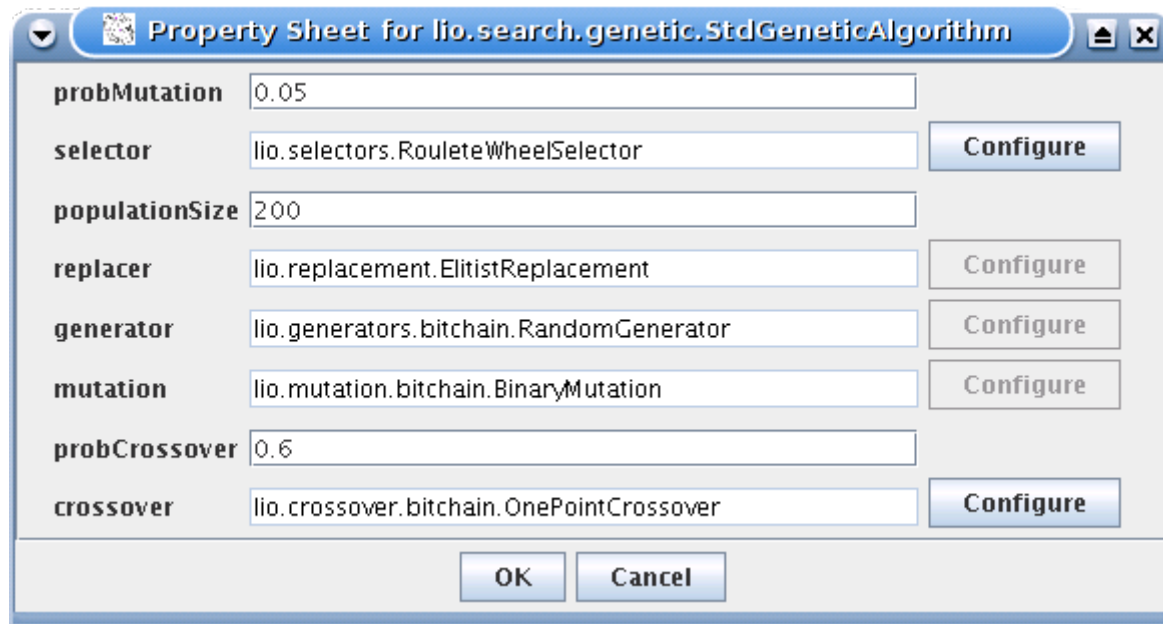 Property Sheet for lio.search.genetic.StdGeneticAlgorithm
probMutation 0.05
selector lio.selectors.RouleteWheelSelector Configure
populationSize 200
replacer lio.replacement.ElitistReplacement Configure
generator lio.generators.bitchain.RandomGenerator Configure
mutation lio.mutation.bitchain.BinaryMutation Configure
probCrossover 0.6
crossover lio.crossover.bitchain.OnePointCrossover Configure
OK Cancel